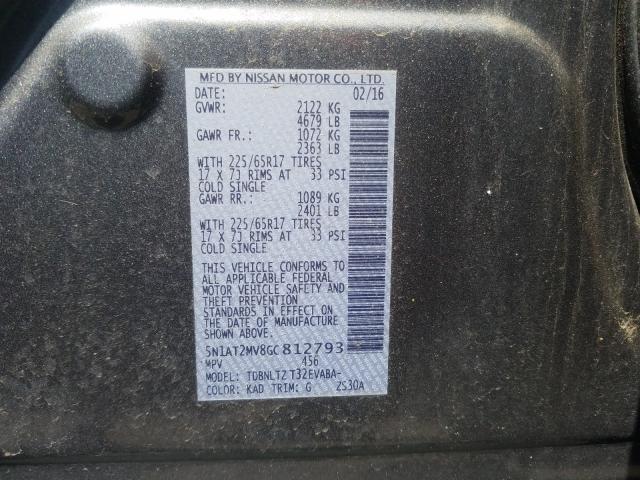 MFD BY NISSAN MOTOR CO., LTD.
DATE: 02/16
GVWR: 2122 KG
4679 LB
GAWR FR.: 1072 KG
2363 LB
WITH 225/65R17 TIRES
17 X 7J RIMS AT 33 PSI
COLD SINGLE
GAWR RR.: 1089 KG
2401 LB
WITH 225/65R17 TIRES
17 X 7J RIMS AT 33 PSI
COLD SINGLE
THIS VEHICLE CONFORMS TO
ALL APPLICABLE FEDERAL
MOTOR VEHICLE SAFETY AND
THEFT PREVENTION
STANDARDS IN EFFECT ON
THE DATE OF MANUFACTURE
SHOWN ABOVE.
5N1AT2MV8GC812793
MPV 456
MODEL: TDBNLTZ T32EVABA-
COLOR: KAD TRIM: G 2S30A